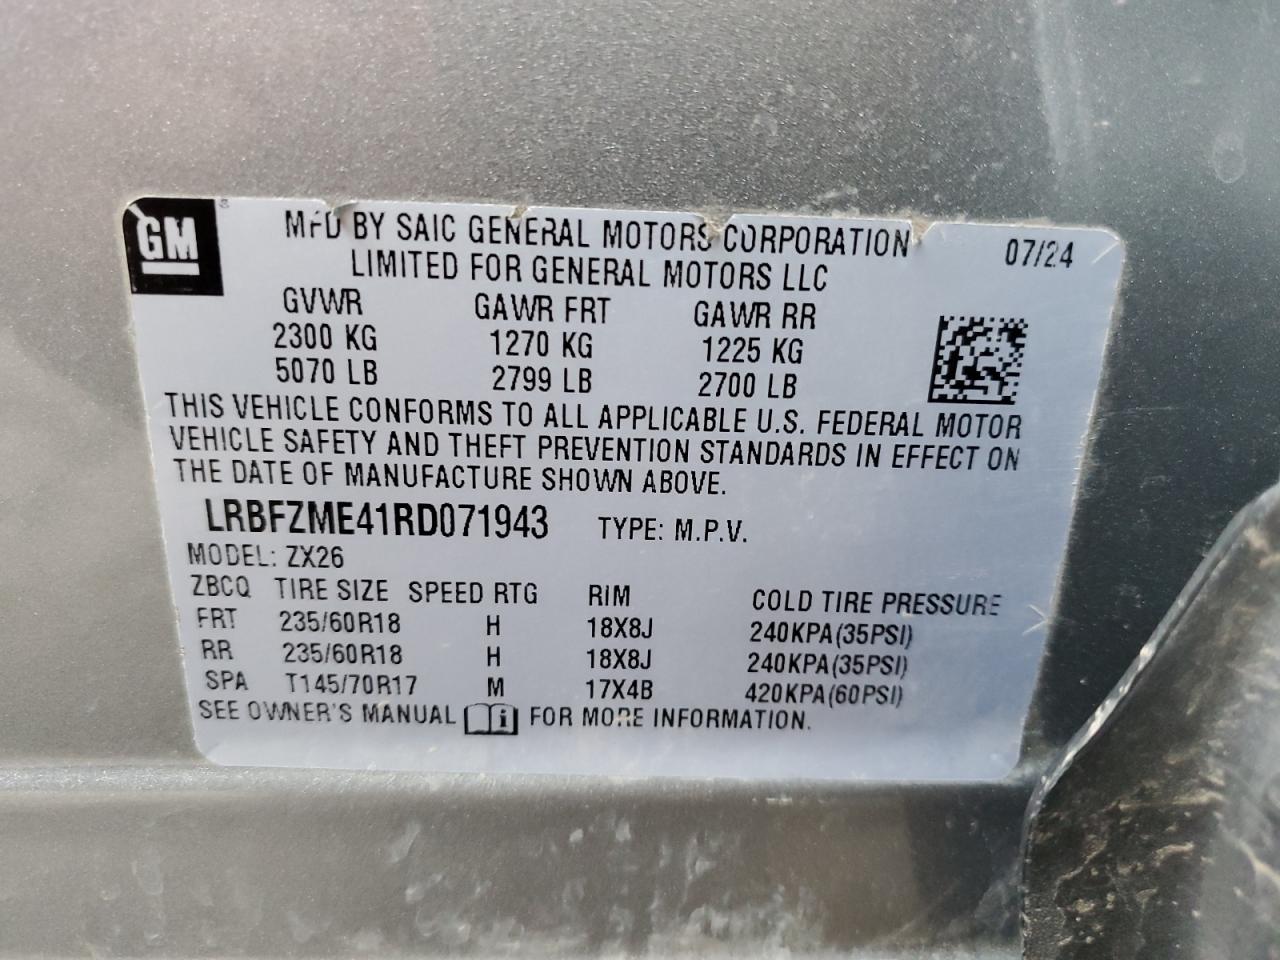 GM ®
MFD BY SAIC GENERAL MOTORS CORPORATION 07/24
LIMITED FOR GENERAL MOTORS LLC
GVWR GAWR FRT GAWR RR
2300 KG 1270 KG 1225 KG
5070 LB 2799 LB 2700 LB
THIS VEHICLE CONFORMS TO ALL APPLICABLE U.S. FEDERAL MOTOR
VEHICLE SAFETY AND THEFT PREVENTION STANDARDS IN EFFECT ON
THE DATE OF MANUFACTURE SHOWN ABOVE.
LRBFZME41RD071943 TYPE: M.P.V.
MODEL: ZX26
ZBCQ TIRE SIZE SPEED RTG RIM COLD TIRE PRESSURE
FRT 235/60R18 H 18X8J 240KPA(35PSI)
RR 235/60R18 H 18X8J 240KPA(35PSI)
SPA T145/70R17 M 17X4B 420KPA(60PSI)
SEE OWNER'S MANUAL i FOR MORE INFORMATION.